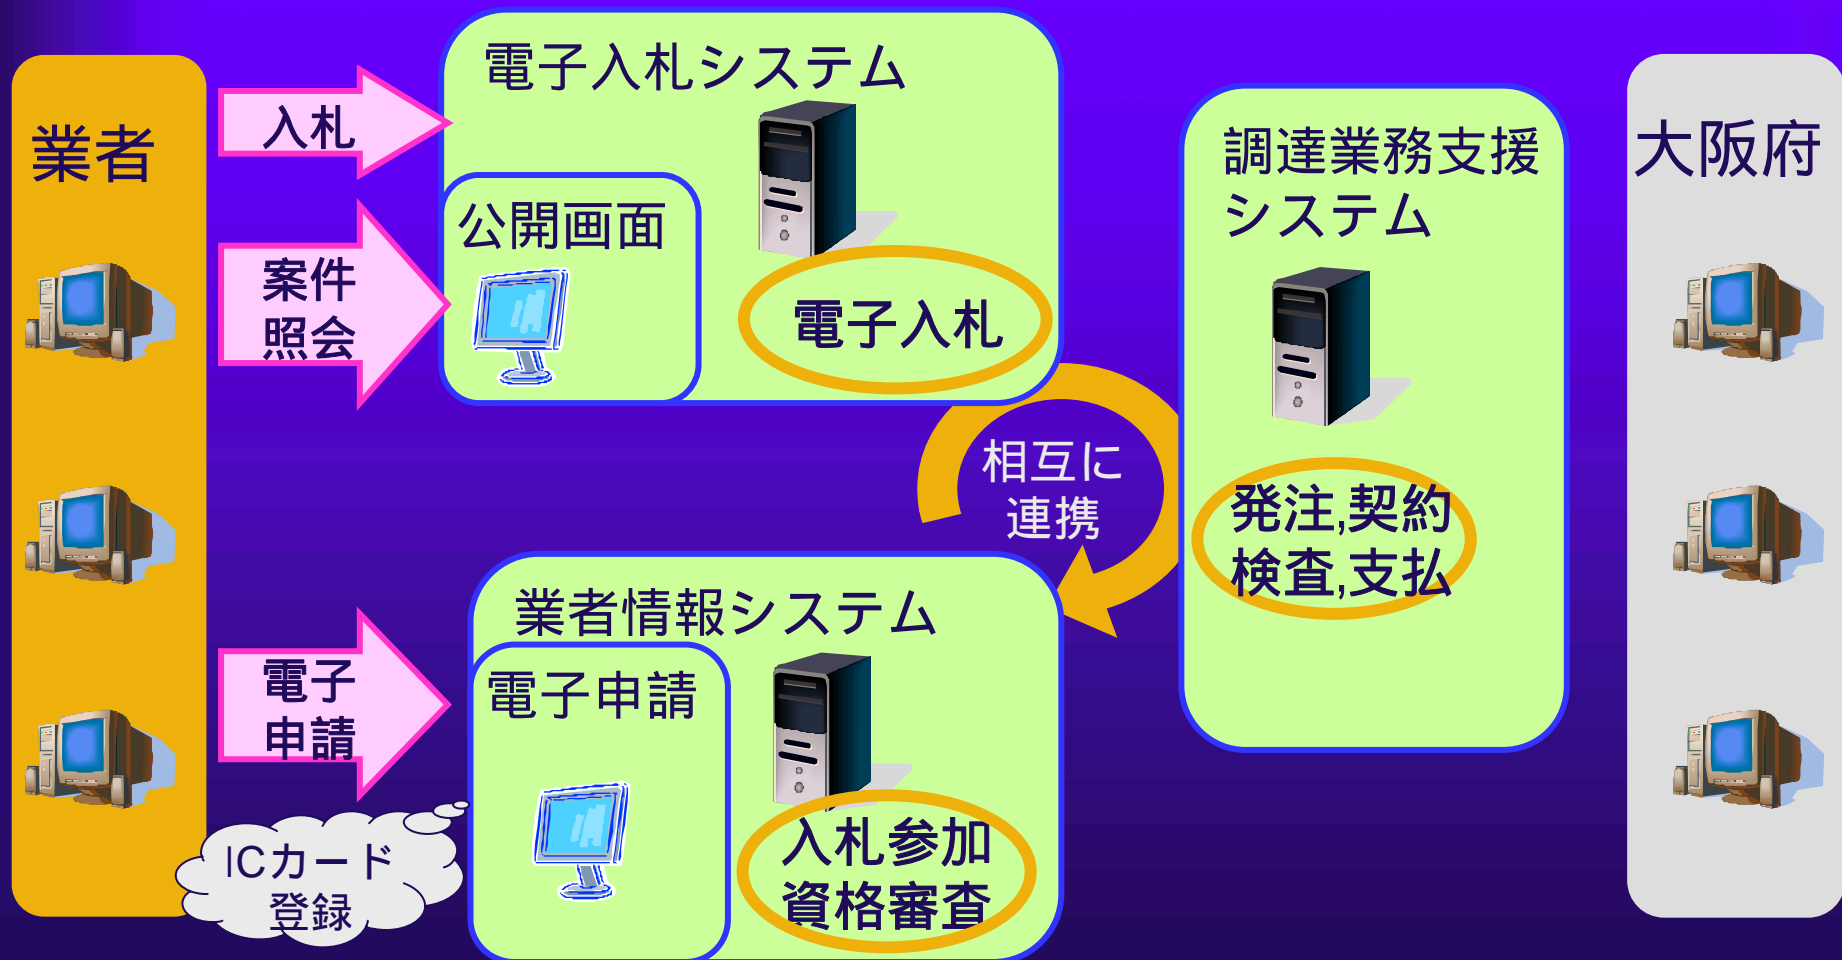 業者
入札
案件
照会
電子
申請
ICカード
登録
電子入札システム
公開画面
電子入札
相互に
連携
業者情報システム
電子申請
入札参加
資格審査
調達業務支援
システム
発注,契約
検査,支払
大阪府